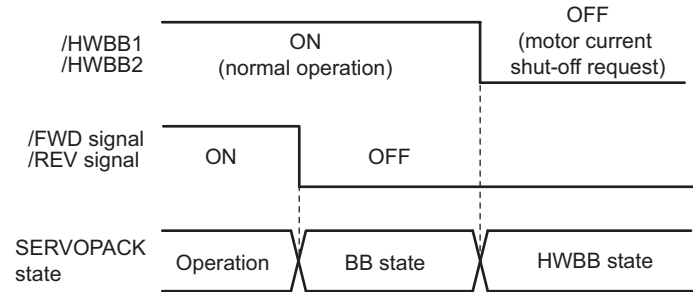 /HWBB1
/HWBB2
ON
(normal operation)
OFF
(motor current
shut-off request)
/FWD signal
/REV signal
ON
OFF
SERVOPACK
state
Operation
BB state
HWBB state